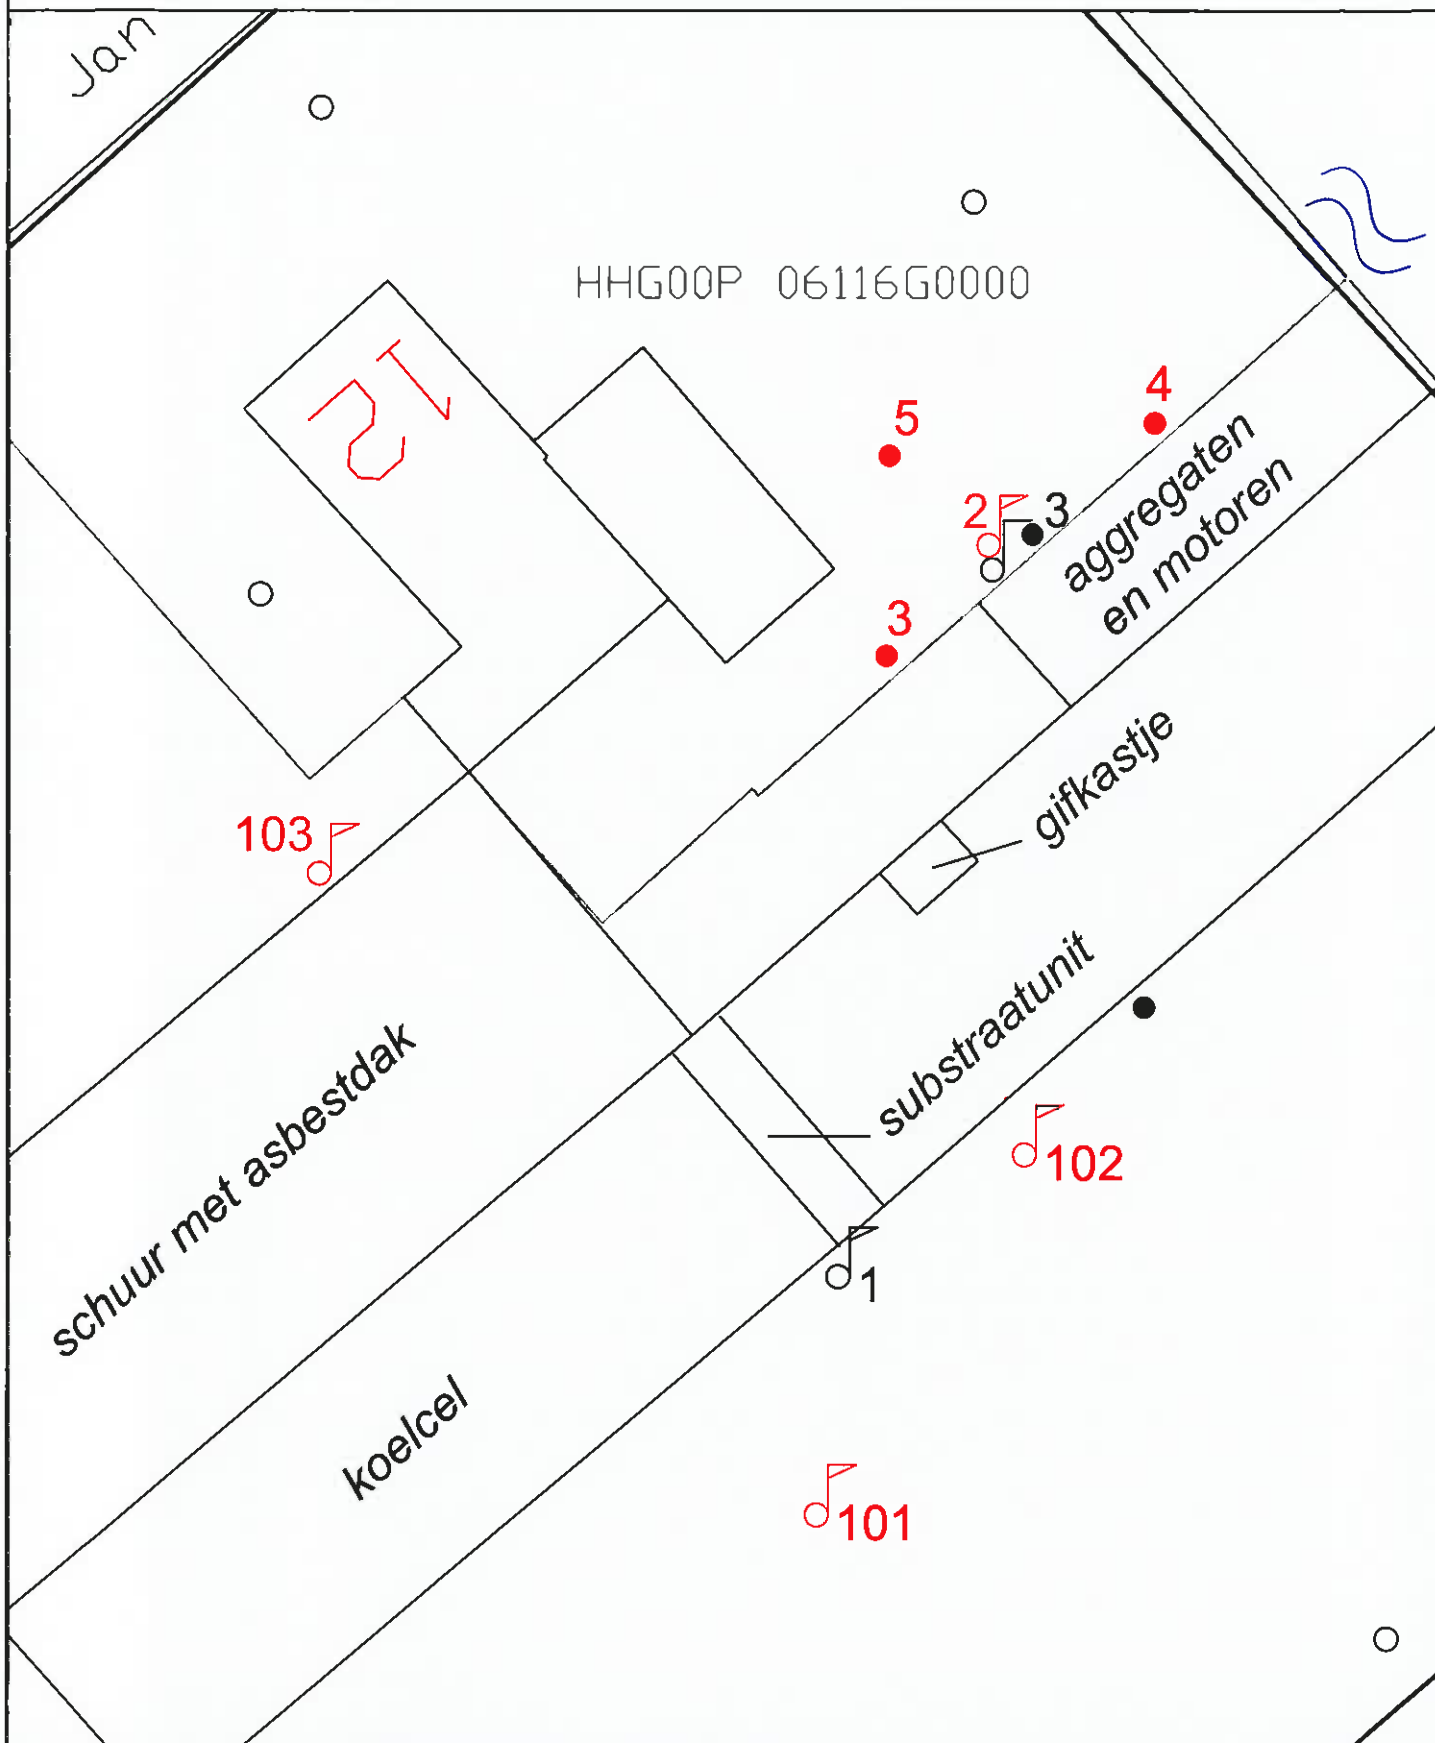 Jan
HHG00P 06116G0000
12
5
4
2
3
aggregaten
en motoren
3
gifkastje
103
substraatunit
schuur met asbestdak
102
1
koelcel
101